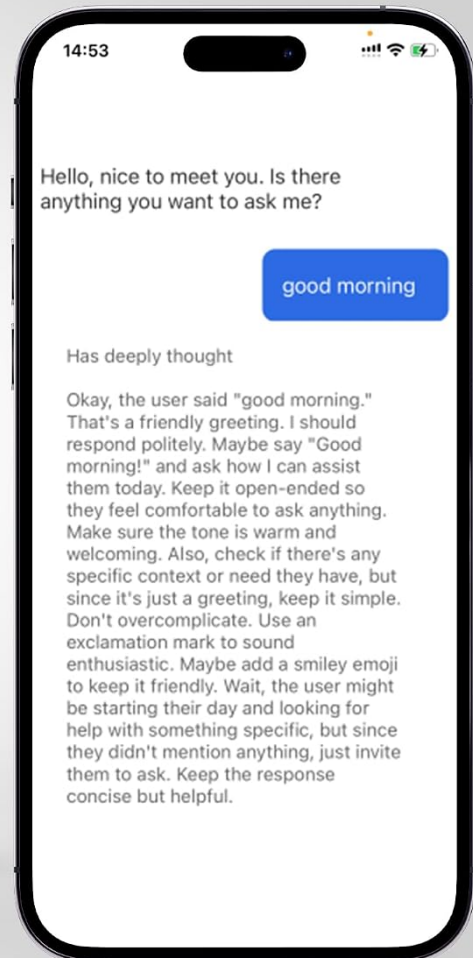 14:53
Hello, nice to meet you. Is there
anything you want to ask me?
good morning
Has deeply thought
Okay, the user said "good morning."
That's a friendly greeting. I should
respond politely. Maybe say "Good
morning!" and ask how I can assist
them today. Keep it open-ended so
they feel comfortable to ask anything.
Make sure the tone is warm and
welcoming. Also, check if there's any
specific context or need they have, but
since it's just a greeting, keep it simple.
Don't overcomplicate. Use an
exclamation mark to sound
enthusiastic. Maybe add a smiley emoji
to keep it friendly. Wait, the user might
be starting their day and looking for
help with something specific, but since
they didn't mention anything, just invite
them to ask. Keep the response
concise but helpful.